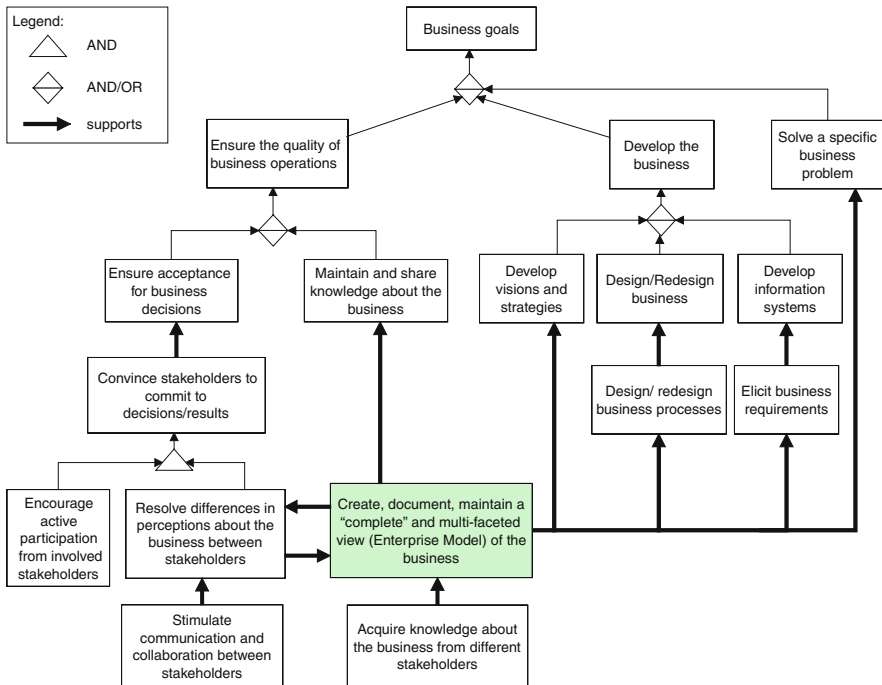 Legend:
AND
AND/OR
supports
Business goals
Ensure the quality of
business operations
Develop the
business
Solve a specific
business
problem
Ensure acceptance
for business
decisions
Maintain and share
knowledge about the
business
Develop
visions and
strategies
Design/Redesign
business
Develop
information
systems
Convince stakeholders to
commit to
decisions/results
Design/ redesign
business processes
Elicit business
requirements
Encourage
active
participation
from involved
stakeholders
Resolve differences in
perceptions about the
business between
stakeholders
Create, document, maintain a
“complete” and multi-faceted
view (Enterprise Model) of the
business
Stimulate
communication and
collaboration between
stakeholders
Acquire knowledge about
the business from different
stakeholders